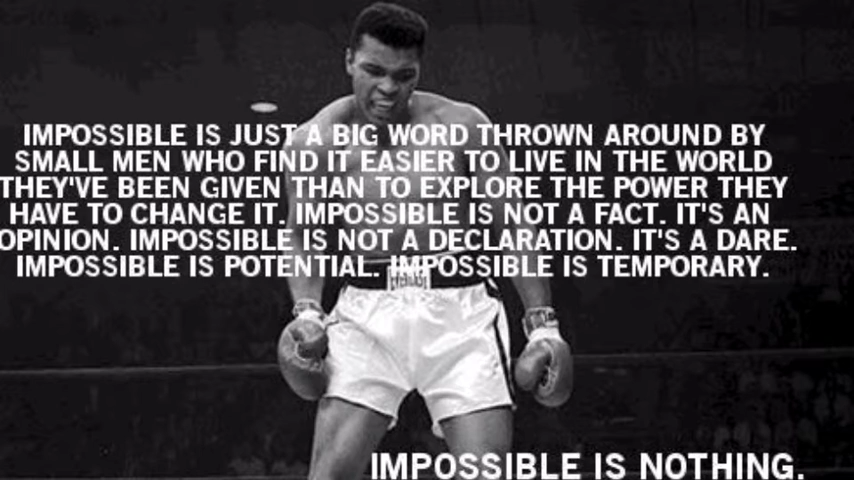 IMPOSSIBLE IS JUST A BIG WORD THROWN AROUND BY
SMALL MEN WHO FIND IT EASIER TO LIVE IN THE WORLD
THEY'VE BEEN GIVEN THAN TO EXPLORE THE POWER THEY
HAVE TO CHANGE IT. IMPOSSIBLE IS NOT A FACT. IT'S AN
OPINION. IMPOSSIBLE IS NOT A DECLARATION. IT'S A DARE.
IMPOSSIBLE IS POTENTIAL. IMPOSSIBLE IS TEMPORARY.
EVERLAST
IMPOSSIBLE IS NOTHING.